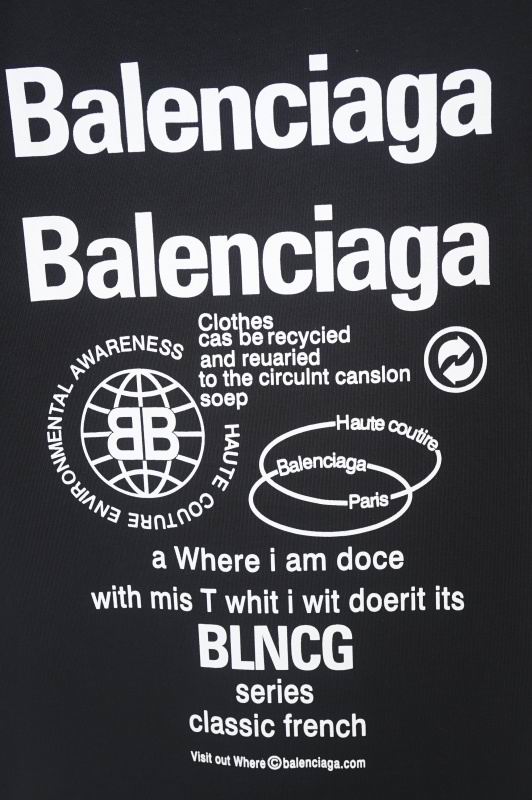 Balenciaga
Balenciaga
Clothes
cas be recycied
and reuaried
to the circuInt cansIon
soep
ENVIRONMENTAL AWARENESS
HAUTE COUTURE
BB
Haute coutire
Balenciaga
Paris
a Where i am doce
with mis T whit i wit doerit its
BLNCG
series
classic french
Visit out Where©balenciaga.com